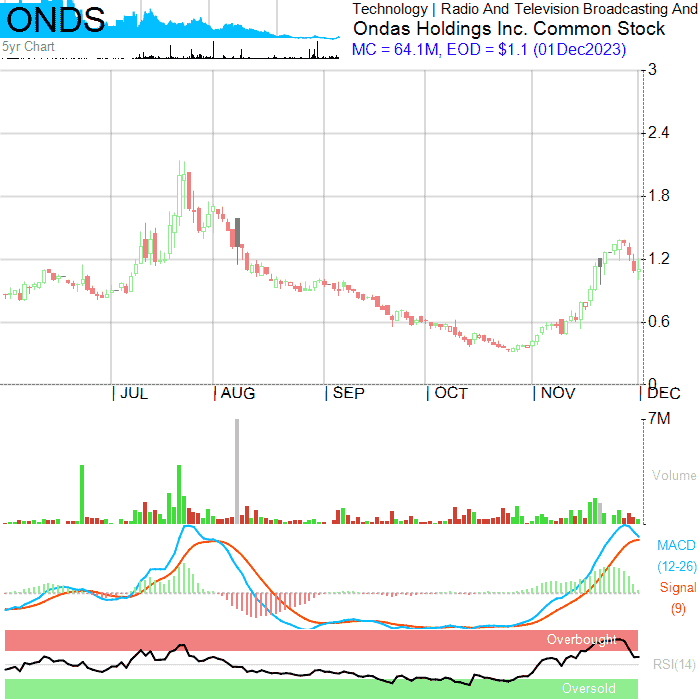 ONDS
5yr Chart
Technology | Radio And Television Broadcasting And
Ondas Holdings Inc. Common Stock
MC = 64.1M, EOD = $1.1 (01Dec2023)
3
2.4
1.8
1.2
0.6
0
| JUL | AUG | SEP | OCT | NOV | DEC
7M
Volume
MACD
(12-26)
Signal
(9)
Overbought
RSI(14)
Oversold